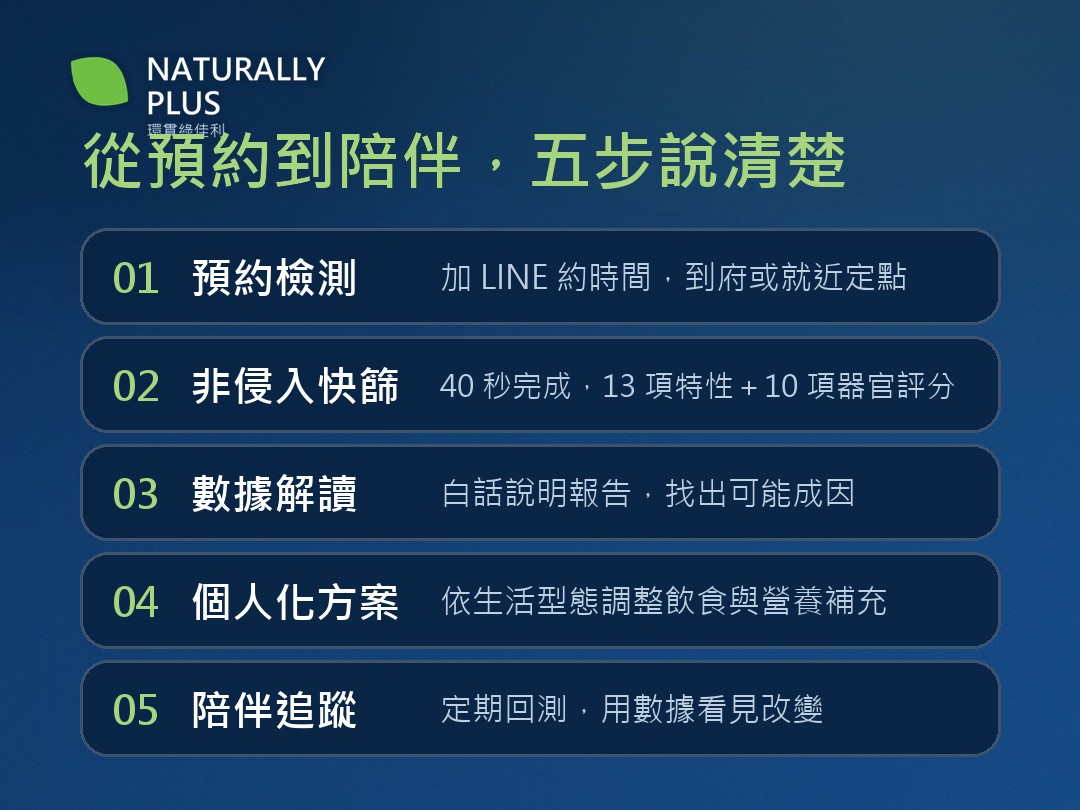 NATURALLY
PLUS
環貫綠佳利
從預約到陪伴，五步說清楚
01 預約檢測 加 LINE 約時間，到府或就近定點
02 非侵入快篩 40 秒完成，13 項特性＋10 項器官評分
03 數據解讀 白話說明報告，找出可能成因
04 個人化方案 依生活型態調整飲食與營養補充
05 陪伴追蹤 定期回測，用數據看見改變